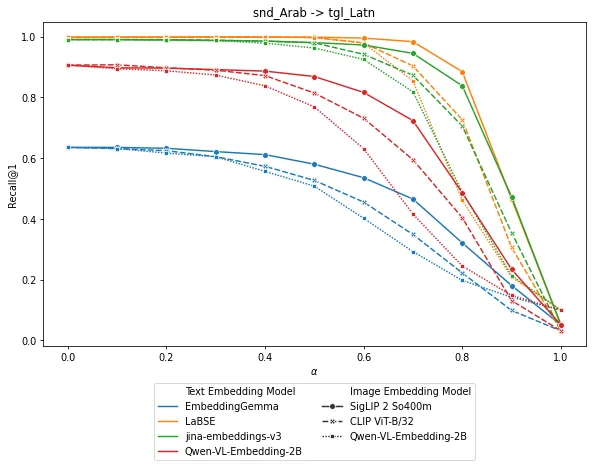 snd_Arab -> tgl_Latn
Recall@1
1.0
0.8
0.6
0.4
0.2
0.0
0.0 0.2 0.4 0.6 0.8 1.0
α
Text Embedding Model Image Embedding Model
EmbeddingGemma SigLIP 2 So400m
LaBSE CLIP ViT-B/32
jina-embeddings-v3 Qwen-VL-Embedding-2B
Qwen-VL-Embedding-2B